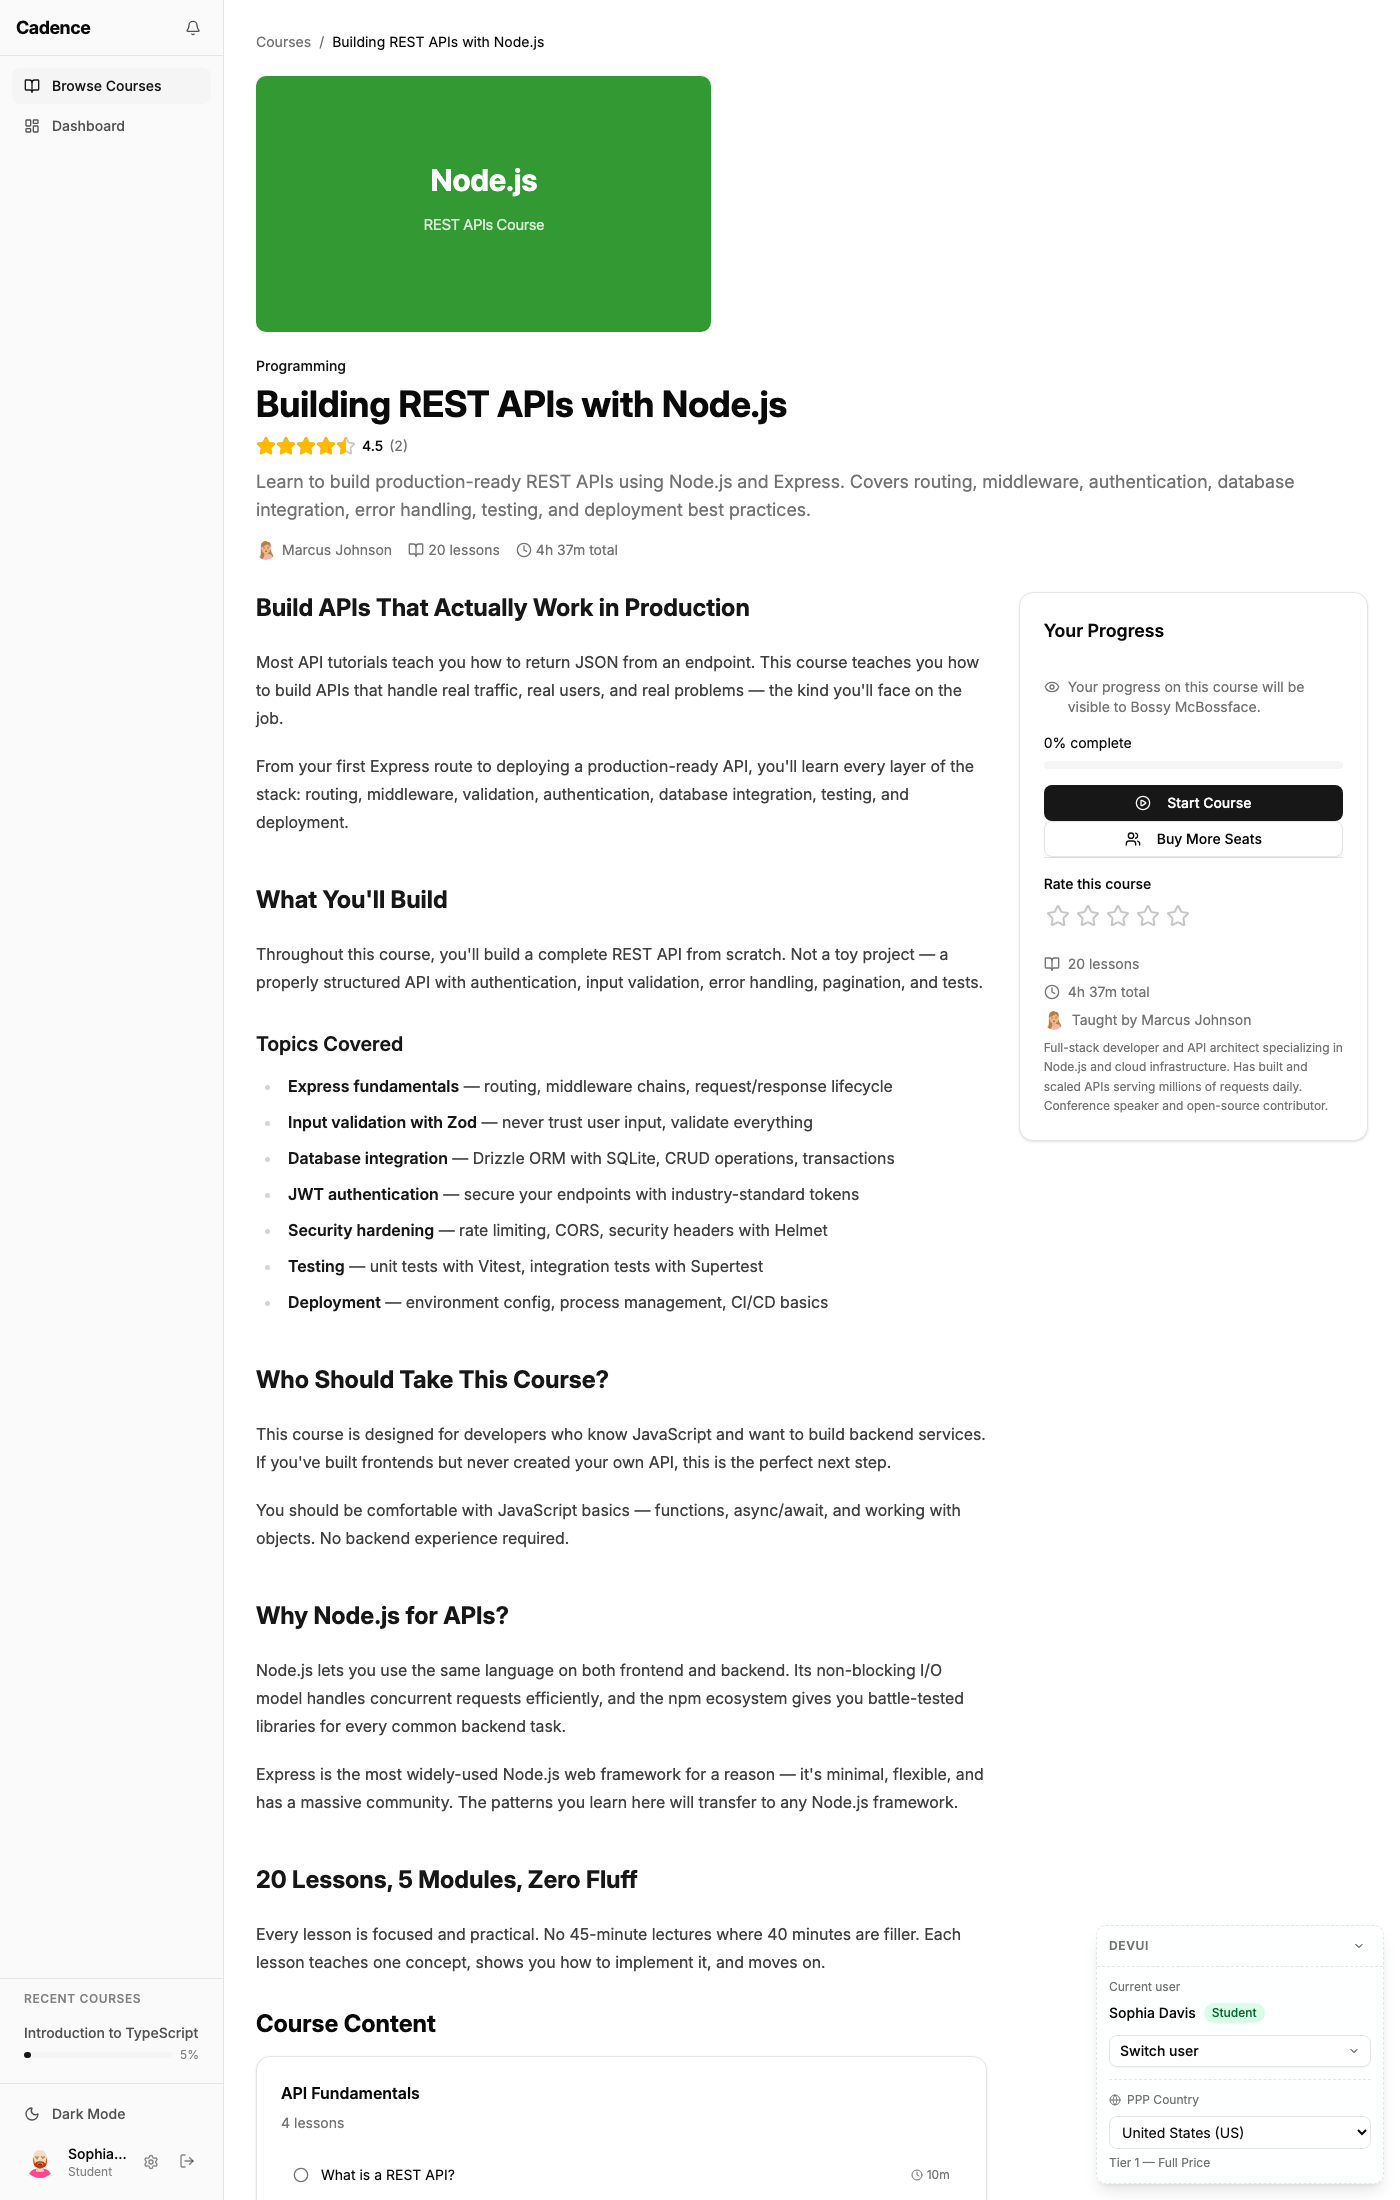 Cadence
Browse Courses
Dashboard
Courses / Building REST APIs with Node.js
Node.js
REST APIs Course
Programming
Building REST APIs with Node.js
4.5 (2)
Learn to build production-ready REST APIs using Node.js and Express. Covers routing, middleware, authentication, database
integration, error handling, testing, and deployment best practices.
Marcus Johnson 20 lessons 4h 37m total
Build APIs That Actually Work in Production
Most API tutorials teach you how to return JSON from an endpoint. This course teaches you how
to build APIs that handle real traffic, real users, and real problems — the kind you'll face on the
job.
From your first Express route to deploying a production-ready API, you'll learn every layer of the
stack: routing, middleware, validation, authentication, database integration, testing, and
deployment.
What You'll Build
Throughout this course, you'll build a complete REST API from scratch. Not a toy project — a
properly structured API with authentication, input validation, error handling, pagination, and tests.
Topics Covered
Express fundamentals — routing, middleware chains, request/response lifecycle
Input validation with Zod — never trust user input, validate everything
Database integration — Drizzle ORM with SQLite, CRUD operations, transactions
JWT authentication — secure your endpoints with industry-standard tokens
Security hardening — rate limiting, CORS, security headers with Helmet
Testing — unit tests with Vitest, integration tests with Supertest
Deployment — environment config, process management, CI/CD basics
Who Should Take This Course?
This course is designed for developers who know JavaScript and want to build backend services.
If you've built frontends but never created your own API, this is the perfect next step.
You should be comfortable with JavaScript basics — functions, async/await, and working with
objects. No backend experience required.
Why Node.js for APIs?
Node.js lets you use the same language on both frontend and backend. Its non-blocking I/O
model handles concurrent requests efficiently, and the npm ecosystem gives you battle-tested
libraries for every common backend task.
Express is the most widely-used Node.js web framework for a reason — it's minimal, flexible, and
has a massive community. The patterns you learn here will transfer to any Node.js framework.
20 Lessons, 5 Modules, Zero Fluff
Every lesson is focused and practical. No 45-minute lectures where 40 minutes are filler. Each
lesson teaches one concept, shows you how to implement it, and moves on.
Course Content
API Fundamentals
4 lessons
What is a REST API? 10m
Your Progress
Your progress on this course will be
visible to Bossy McBossface.
0% complete
Start Course
Buy More Seats
Rate this course
20 lessons
4h 37m total
Taught by Marcus Johnson
Full-stack developer and API architect specializing in
Node.js and cloud infrastructure. Has built and
scaled APIs serving millions of requests daily.
Conference speaker and open-source contributor.
RECENT COURSES
Introduction to TypeScript
5%
Dark Mode
Sophia...
Student
DEVUI
Current user
Sophia Davis Student
Switch user
PPP Country
United States (US)
Tier 1 — Full Price